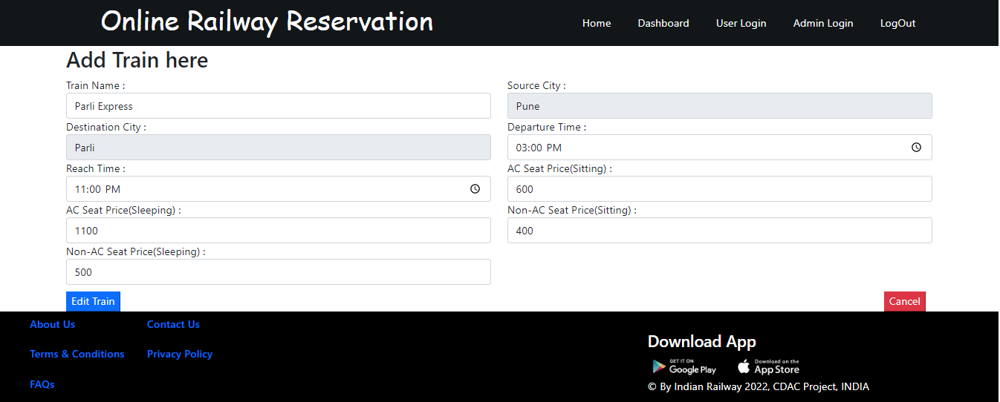 Online Railway Reservation
Home Dashboard User Login Admin Login LogOut
Add Train here
Train Name : Source City :
Parli Express Pune
Destination City : Departure Time :
Parli 03:00 PM
Reach Time : AC Seat Price(Sitting) :
11:00 PM 600
AC Seat Price(Sleeping) : Non-AC Seat Price(Sitting) :
1100 400
Non-AC Seat Price(Sleeping) :
500
Edit Train Cancel
About Us Contact Us
Terms & Conditions Privacy Policy
FAQs
Download App
GET IT ON Google Play
Download on the App Store
© By Indian Railway 2022, CDAC Project, INDIA